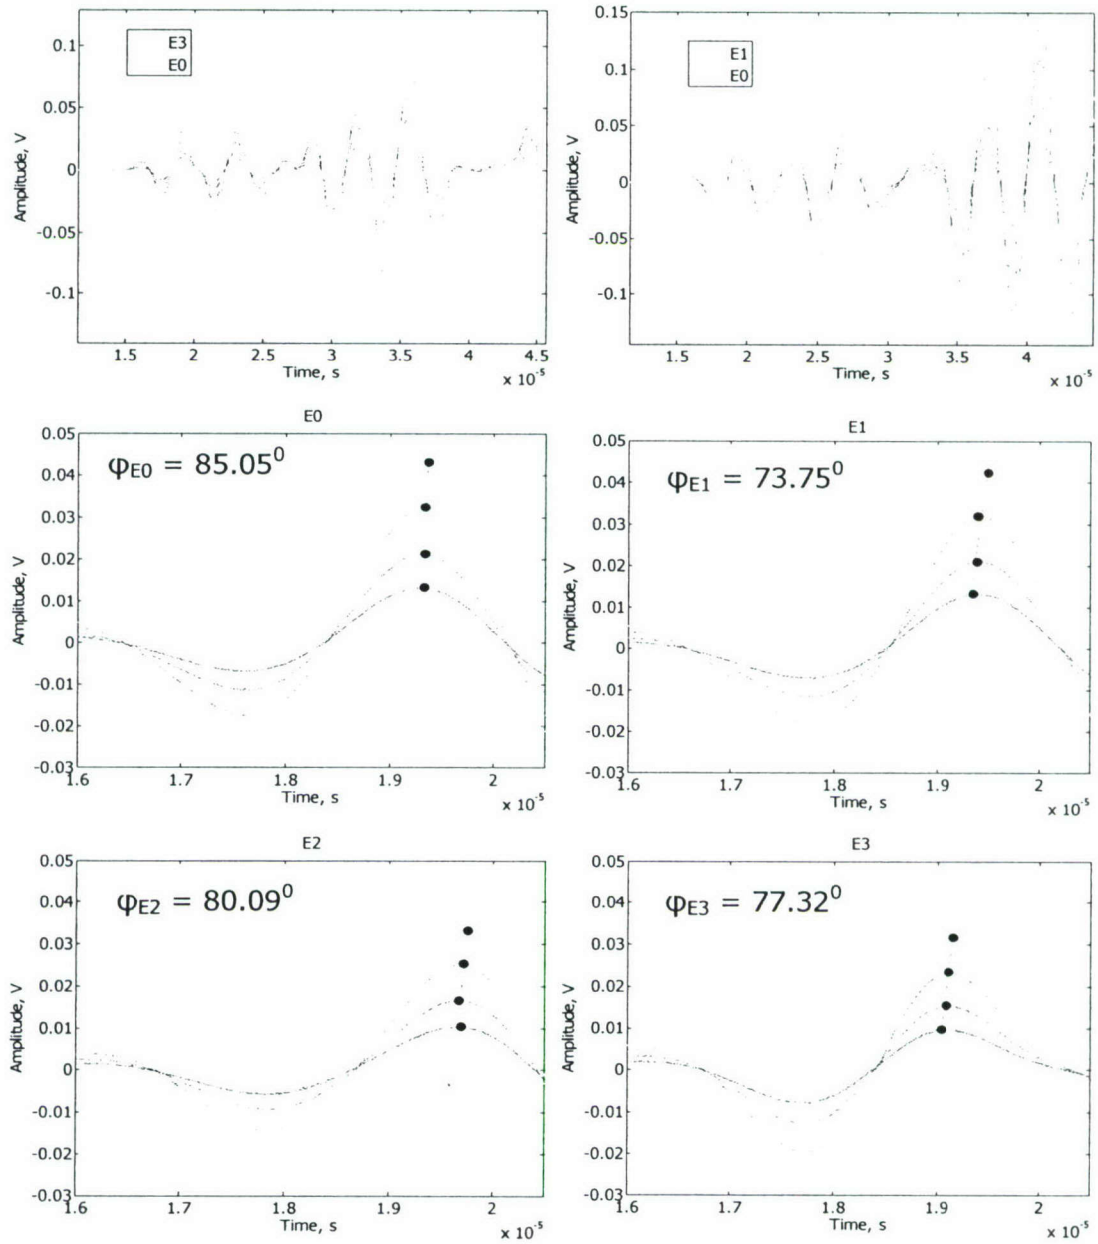 0.1
0.05
0
-0.05
-0.1
Amplitude, V
E3
E0
1.5 2 2.5 3 3.5 4 4.5
Time, s
x 10⁻⁵
0.15
0.1
0.05
0
-0.05
-0.1
Amplitude, V
E1
E0
1.5 2 2.5 3 3.5 4
Time, s
x 10⁻⁵
E0
φE0 = 85.05⁰
0.05
0.04
0.03
0.02
0.01
0
-0.01
-0.02
-0.03
Amplitude, V
1.6 1.7 1.8 1.9 2
Time, s
x 10⁻⁵
E1
φE1 = 73.75⁰
0.05
0.04
0.03
0.02
0.01
0
-0.01
-0.02
-0.03
Amplitude, V
1.6 1.7 1.8 1.9 2
Time, s
x 10⁻⁵
E2
φE2 = 80.09⁰
0.05
0.04
0.03
0.02
0.01
0
-0.01
-0.02
-0.03
Amplitude, V
1.6 1.7 1.8 1.9 2
Time, s
x 10⁻⁵
E3
φE3 = 77.32⁰
0.05
0.04
0.03
0.02
0.01
0
-0.01
-0.02
-0.03
Amplitude, V
1.6 1.7 1.8 1.9 2
Time, s
x 10⁻⁵